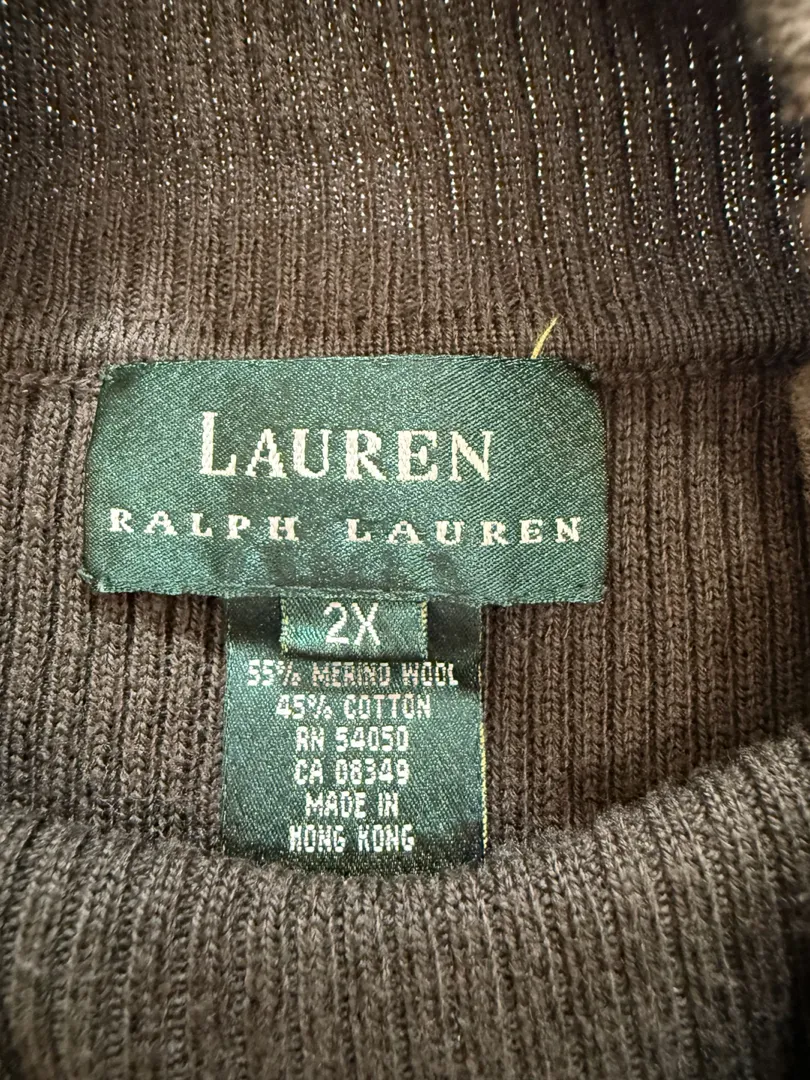 LAUREN
RALPH LAUREN
2X
55% MERINO WOOL
45% COTTON
RN 54050
CA 08349
MADE IN
HONG KONG